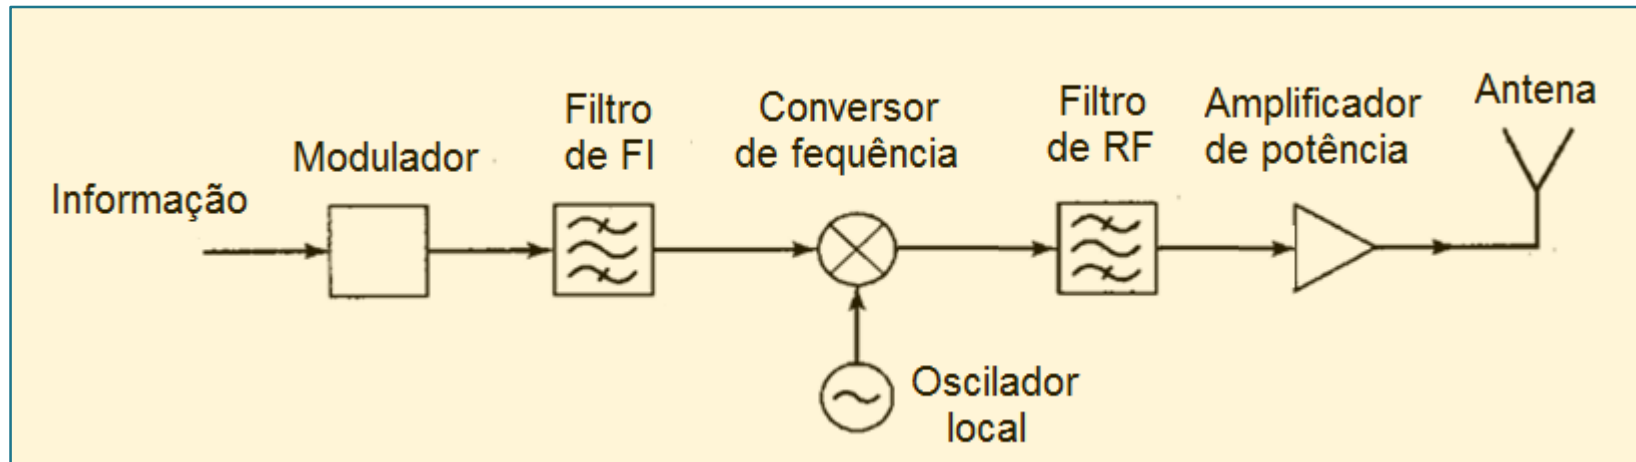 Informação
Modulador
Filtro
de FI
Conversor
de fequência
Oscilador
local
Filtro
de RF
Amplificador
de potência
Antena